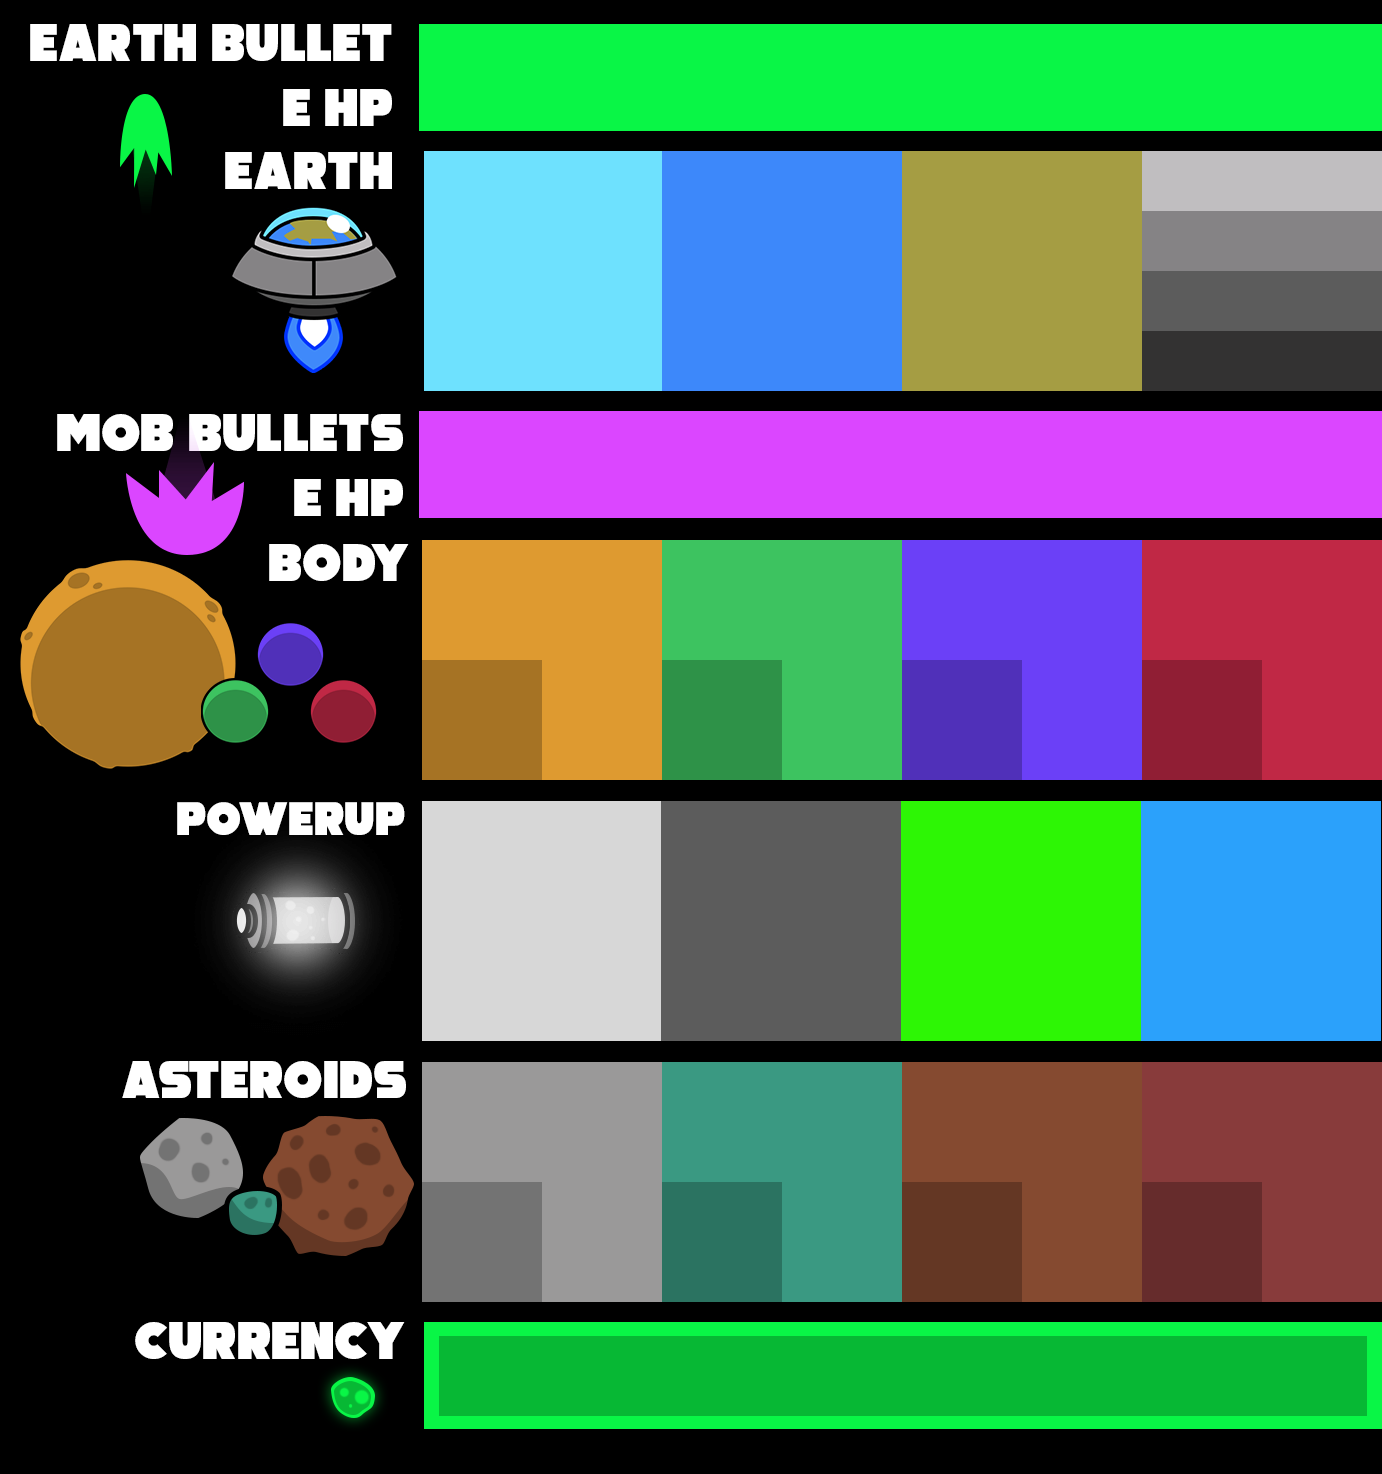 EARTH BULLET
E HP
EARTH
MOB BULLETS
E HP
BODY
POWERUP
ASTEROIDS
CURRENCY